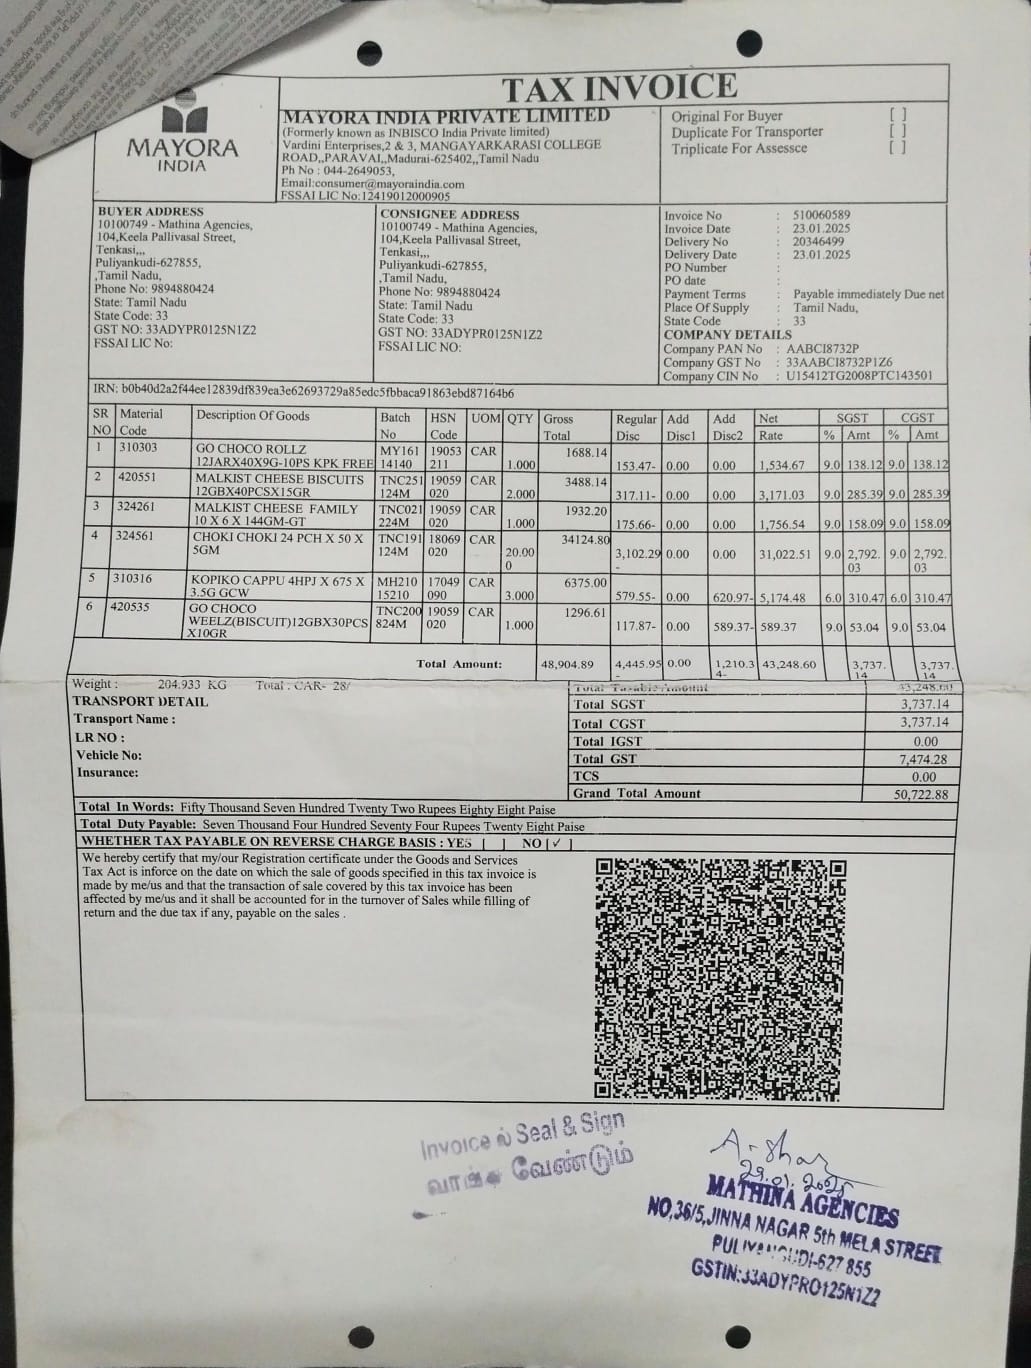 TAX INVOICE
MAYORA
INDIA
MAYORA INDIA PRIVATE LIMITED
(Formerly known as INBISCO India Private limited)
Vardini Enterprises,2 & 3, MANGAYARKARASI COLLEGE
ROAD,,PARAVAI,,Madurai-625402,,Tamil Nadu
Ph No : 044-2649053,
Email:consumer@mayoraindia.com
FSSAI LIC No:12419012000905
Original For Buyer [ ]
Duplicate For Transporter [ ]
Triplicate For Assessce [ ]
BUYER ADDRESS
10100749 - Mathina Agencies,
104,Keela Pallivasal Street,
Tenkasi,,,
Puliyankudi-627855,
,Tamil Nadu,
Phone No: 9894880424
State: Tamil Nadu
State Code: 33
GST NO: 33ADYPR0125N1Z2
FSSAI LIC No:
CONSIGNEE ADDRESS
10100749 - Mathina Agencies,
104,Keela Pallivasal Street,
Tenkasi,,,
Puliyankudi-627855,
,Tamil Nadu,
Phone No: 9894880424
State: Tamil Nadu
State Code: 33
GST NO: 33ADYPR0125N1Z2
FSSAI LIC NO:
Invoice No : 510060589
Invoice Date : 23.01.2025
Delivery No : 20346499
Delivery Date : 23.01.2025
PO Number :
PO date :
Payment Terms : Payable immediately Due net
Place Of Supply : Tamil Nadu,
State Code : 33
COMPANY DETAILS
Company PAN No : AABCI8732P
Company GST No : 33AABCI8732P1Z6
Company CIN No : U15412TG2008PTC143501
IRN: b0b40d2a2f44ee12839df839ea3e62693729a85edc5fbbaca91863ebd87164b6
SR Material Description Of Goods Batch HSN UOM QTY Gross Regular Add Add Net SGST CGST
NO Code No Code Total Disc Disc1 Disc2 Rate % Amt % Amt
1 310303 GO CHOCO ROLLZ MY161 19053 CAR 1688.14
12JARX40X9G-10PS KPK FREE 14140 211 1.000 153.47- 0.00 0.00 1,534.67 9.0 138.12 9.0 138.12
2 420551 MALKIST CHEESE BISCUITS TNC251 19059 CAR 3488.14
12GBX40PCSX15GR 124M 020 2.000 317.11- 0.00 0.00 3,171.03 9.0 285.39 9.0 285.39
3 324261 MALKIST CHEESE FAMILY TNC021 19059 CAR 1932.20
10 X 6 X 144GM-GT 224M 020 1.000 175.66- 0.00 0.00 1,756.54 9.0 158.09 9.0 158.09
4 324561 CHOKI CHOKI 24 PCH X 50 X TNC191 18069 CAR 34124.80
5GM 124M 020 20.00 3,102.29 0.00 0.00 31,022.51 9.0 2,792. 9.0 2,792.
0 - 03 03
5 310316 KOPIKO CAPPU 4HPJ X 675 X MH210 17049 CAR 6375.00
3.5G GCW 15210 090 3.000 579.55- 0.00 620.97- 5,174.48 6.0 310.47 6.0 310.47
6 420535 GO CHOCO TNC200 19059 CAR 1296.61
WEELZ(BISCUIT)12GBX30PCS 824M 020 1.000 117.87- 0.00 589.37- 589.37 9.0 53.04 9.0 53.04
X10GR
Total Amount: 48,904.89 4,445.95 0.00 1,210.3 43,248.60 3,737. 3,737.
- 4- 14 14
Weight : 204.933 KG Total : CAR- 28/
Total Taxable Amount 43,248.60
TRANSPORT DETAIL
Transport Name :
LR NO :
Vehicle No:
Insurance:
Total SGST 3,737.14
Total CGST 3,737.14
Total IGST 0.00
Total GST 7,474.28
TCS 0.00
Grand Total Amount 50,722.88
Total In Words: Fifty Thousand Seven Hundred Twenty Two Rupees Eighty Eight Paise
Total Duty Payable: Seven Thousand Four Hundred Seventy Four Rupees Twenty Eight Paise
WHETHER TAX PAYABLE ON REVERSE CHARGE BASIS : YES [ ] NO [✓ ]
We hereby certify that my/our Registration certificate under the Goods and Services
Tax Act is inforce on the date on which the sale of goods specified in this tax invoice is
made by me/us and that the transaction of sale covered by this tax invoice has been
affected by me/us and it shall be accounted for in the turnover of Sales while filling of
return and the due tax if any, payable on the sales .
Invoice ல் Seal & Sign
வேண்டும்
29.01.2025
MATHINA AGENCIES
NO,36/5,JINNA NAGAR 5th MELA STREET
PULIYANGUDI-627 855
GSTIN:33ADYPRO125N1Z2